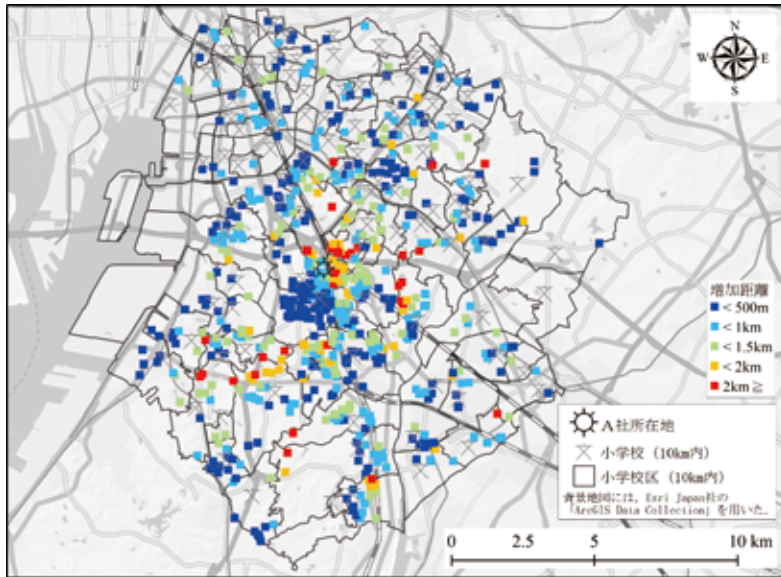 N
W
E
S
増加距離
< 500m
< 1km
< 1.5km
< 2km
2km ≧
A社所在地
小学校（10km内）
小学校区（10km内）
背景地図には，Esri Japan社の
「ArcGIS Data Collection」を用いた．
0
2.5
5
10 km